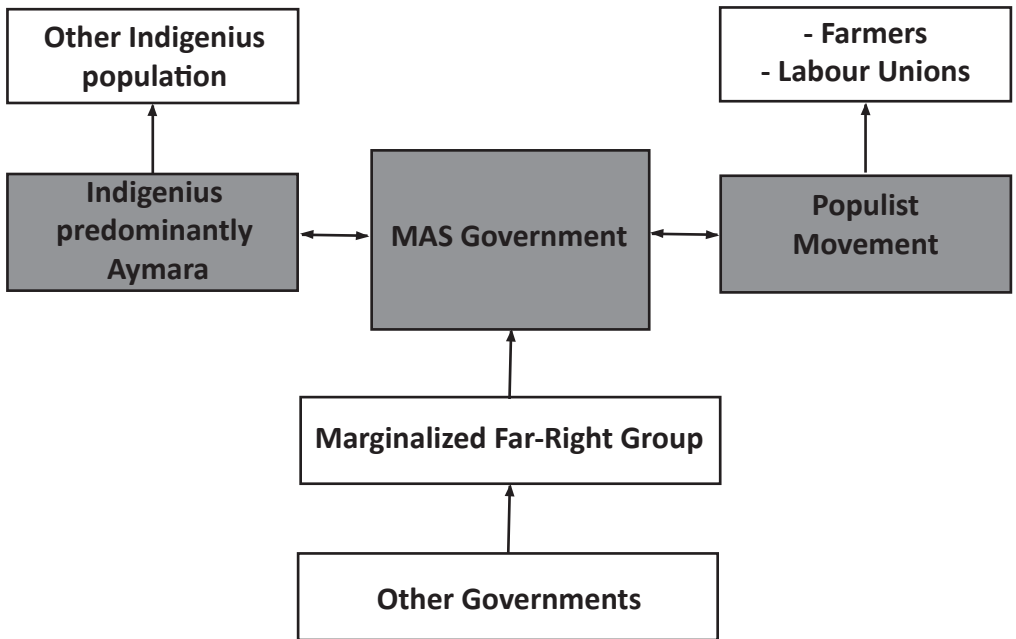 Other Indigenius
population
- Farmers
- Labour Unions
Indigenius
predominantly
Aymara
MAS Government
Populist
Movement
Marginalized Far-Right Group
Other Governments